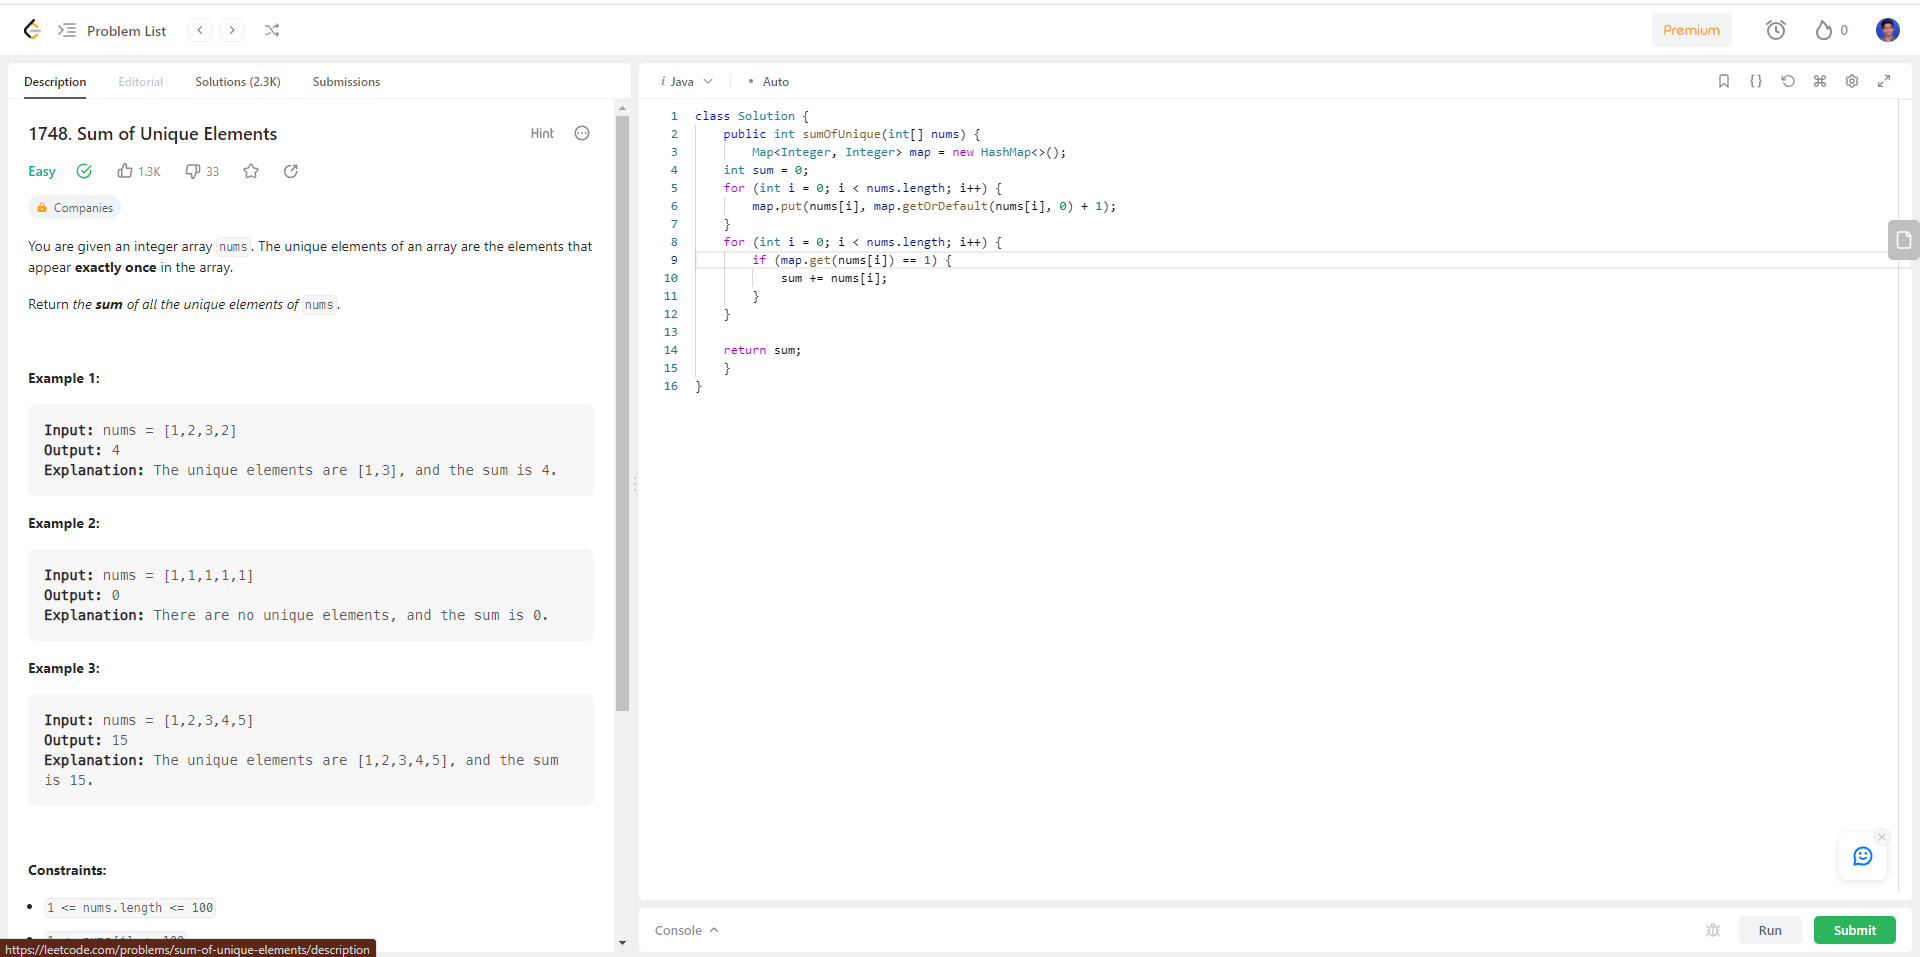 Problem List
Premium
0
Description Editorial Solutions (2.3K) Submissions
1748. Sum of Unique Elements
Hint
Easy 1.3K 33
Companies
You are given an integer array nums. The unique elements of an array are the elements that
appear exactly once in the array.
Return the sum of all the unique elements of nums.
Example 1:
Input: nums = [1,2,3,2]
Output: 4
Explanation: The unique elements are [1,3], and the sum is 4.
Example 2:
Input: nums = [1,1,1,1,1]
Output: 0
Explanation: There are no unique elements, and the sum is 0.
Example 3:
Input: nums = [1,2,3,4,5]
Output: 15
Explanation: The unique elements are [1,2,3,4,5], and the sum
is 15.
Constraints:
1 <= nums.length <= 100
https://leetcode.com/problems/sum-of-unique-elements/description
i Java • Auto
1 class Solution {
2 public int sumOfUnique(int[] nums) {
3 Map<Integer, Integer> map = new HashMap<>();
4 int sum = 0;
5 for (int i = 0; i < nums.length; i++) {
6 map.put(nums[i], map.getOrDefault(nums[i], 0) + 1);
7 }
8 for (int i = 0; i < nums.length; i++) {
9 if (map.get(nums[i]) == 1) {
10 sum += nums[i];
11 }
12 }
13
14 return sum;
15 }
16 }
Console
Run
Submit